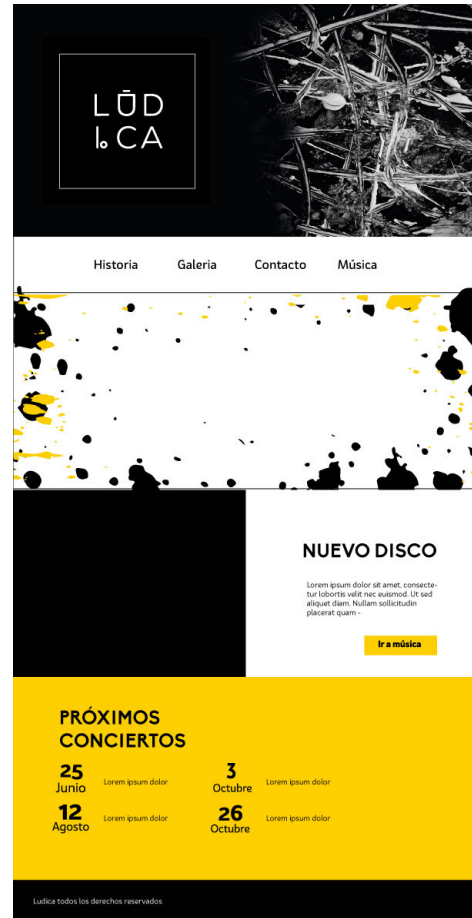 LŪD
I.CA
Historia Galeria Contacto Música
NUEVO DISCO
Lorem ipsum dolor sit amet, consecte-
tur lobortis velit nec euismod. Ut sed
aliquet diam. Nullam sollicitudin
placerat quam -
Ir a música
PRÓXIMOS
CONCIERTOS
25
Junio
Lorem ipsum dolor
3
Octubre
Lorem ipsum dolor
12
Agosto
Lorem ipsum dolor
26
Octubre
Lorem ipsum dolor
Ludica todos los derechos reservados